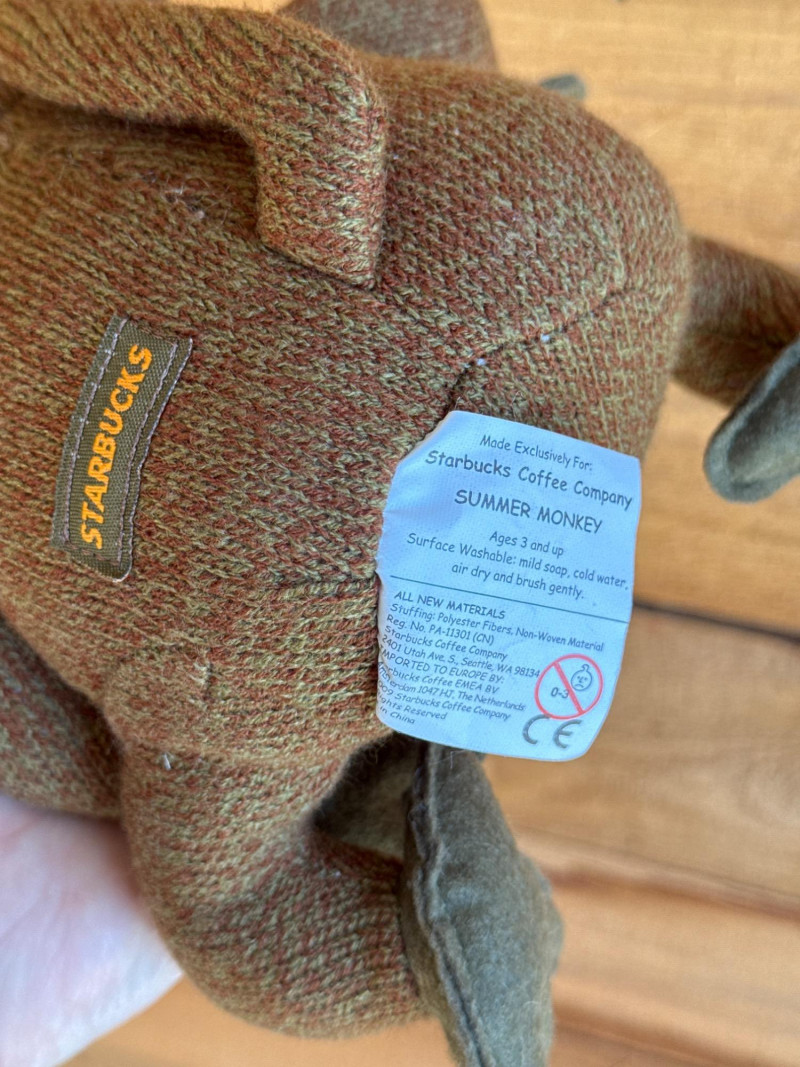 STARBUCKS
Made Exclusively For:
Starbucks Coffee Company
SUMMER MONKEY
Ages 3 and up
Surface Washable: mild soap, cold water,
air dry and brush gently.
ALL NEW MATERIALS
Stuffing: Polyester Fibers, Non-Woven Material
Reg. No. PA-11301 (CN)
Starbucks Coffee Company
2401 Utah Ave. S., Seattle, WA 98134
IMPORTED TO EUROPE BY:
Coffee EMEA BV
1047 HJ, The Netherlands
Starbucks Coffee Company
Reserved
in China
0-3
CE